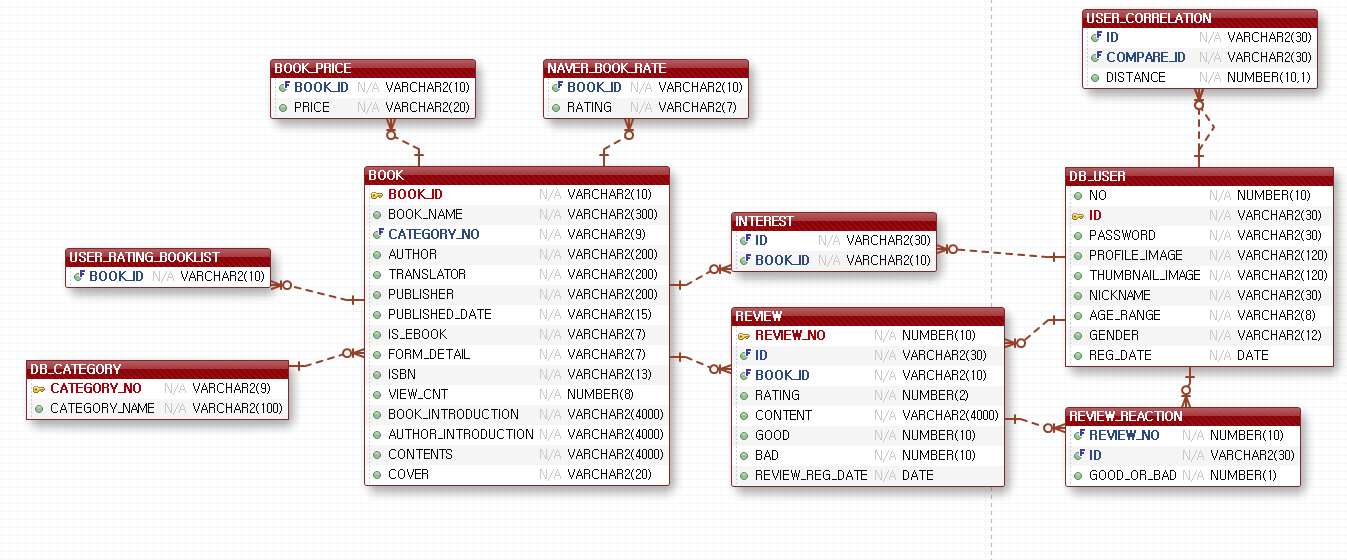 USER_CORRELATION
ID N/A VARCHAR2(30)
COMPARE_ID N/A VARCHAR2(30)
DISTANCE N/A NUMBER(10,1)
BOOK_PRICE
BOOK_ID N/A VARCHAR2(10)
PRICE N/A VARCHAR2(20)
NAVER_BOOK_RATE
BOOK_ID N/A VARCHAR2(10)
RATING N/A VARCHAR2(7)
BOOK
BOOK_ID N/A VARCHAR2(10)
BOOK_NAME N/A VARCHAR2(300)
CATEGORY_NO N/A VARCHAR2(9)
AUTHOR N/A VARCHAR2(200)
TRANSLATOR N/A VARCHAR2(200)
PUBLISHER N/A VARCHAR2(200)
PUBLISHED_DATE N/A VARCHAR2(15)
IS_EBOOK N/A VARCHAR2(7)
FORM_DETAIL N/A VARCHAR2(7)
ISBN N/A VARCHAR2(13)
VIEW_CNT N/A NUMBER(8)
BOOK_INTRODUCTION N/A VARCHAR2(4000)
AUTHOR_INTRODUCTION N/A VARCHAR2(4000)
CONTENTS N/A VARCHAR2(4000)
COVER N/A VARCHAR2(20)
DB_USER
NO N/A NUMBER(10)
ID N/A VARCHAR2(30)
PASSWORD N/A VARCHAR2(30)
PROFILE_IMAGE N/A VARCHAR2(120)
THUMBNAIL_IMAGE N/A VARCHAR2(120)
NICKNAME N/A VARCHAR2(30)
AGE_RANGE N/A VARCHAR2(8)
GENDER N/A VARCHAR2(12)
REG_DATE N/A DATE
INTEREST
ID N/A VARCHAR2(30)
BOOK_ID N/A VARCHAR2(10)
USER_RATING_BOOKLIST
BOOK_ID N/A VARCHAR2(10)
REVIEW
REVIEW_NO N/A NUMBER(10)
ID N/A VARCHAR2(30)
BOOK_ID N/A VARCHAR2(10)
RATING N/A NUMBER(2)
CONTENT N/A VARCHAR2(4000)
GOOD N/A NUMBER(10)
BAD N/A NUMBER(10)
REVIEW_REG_DATE N/A DATE
DB_CATEGORY
CATEGORY_NO N/A VARCHAR2(9)
CATEGORY_NAME N/A VARCHAR2(100)
REVIEW_REACTION
REVIEW_NO N/A NUMBER(10)
ID N/A VARCHAR2(30)
GOOD_OR_BAD N/A NUMBER(1)